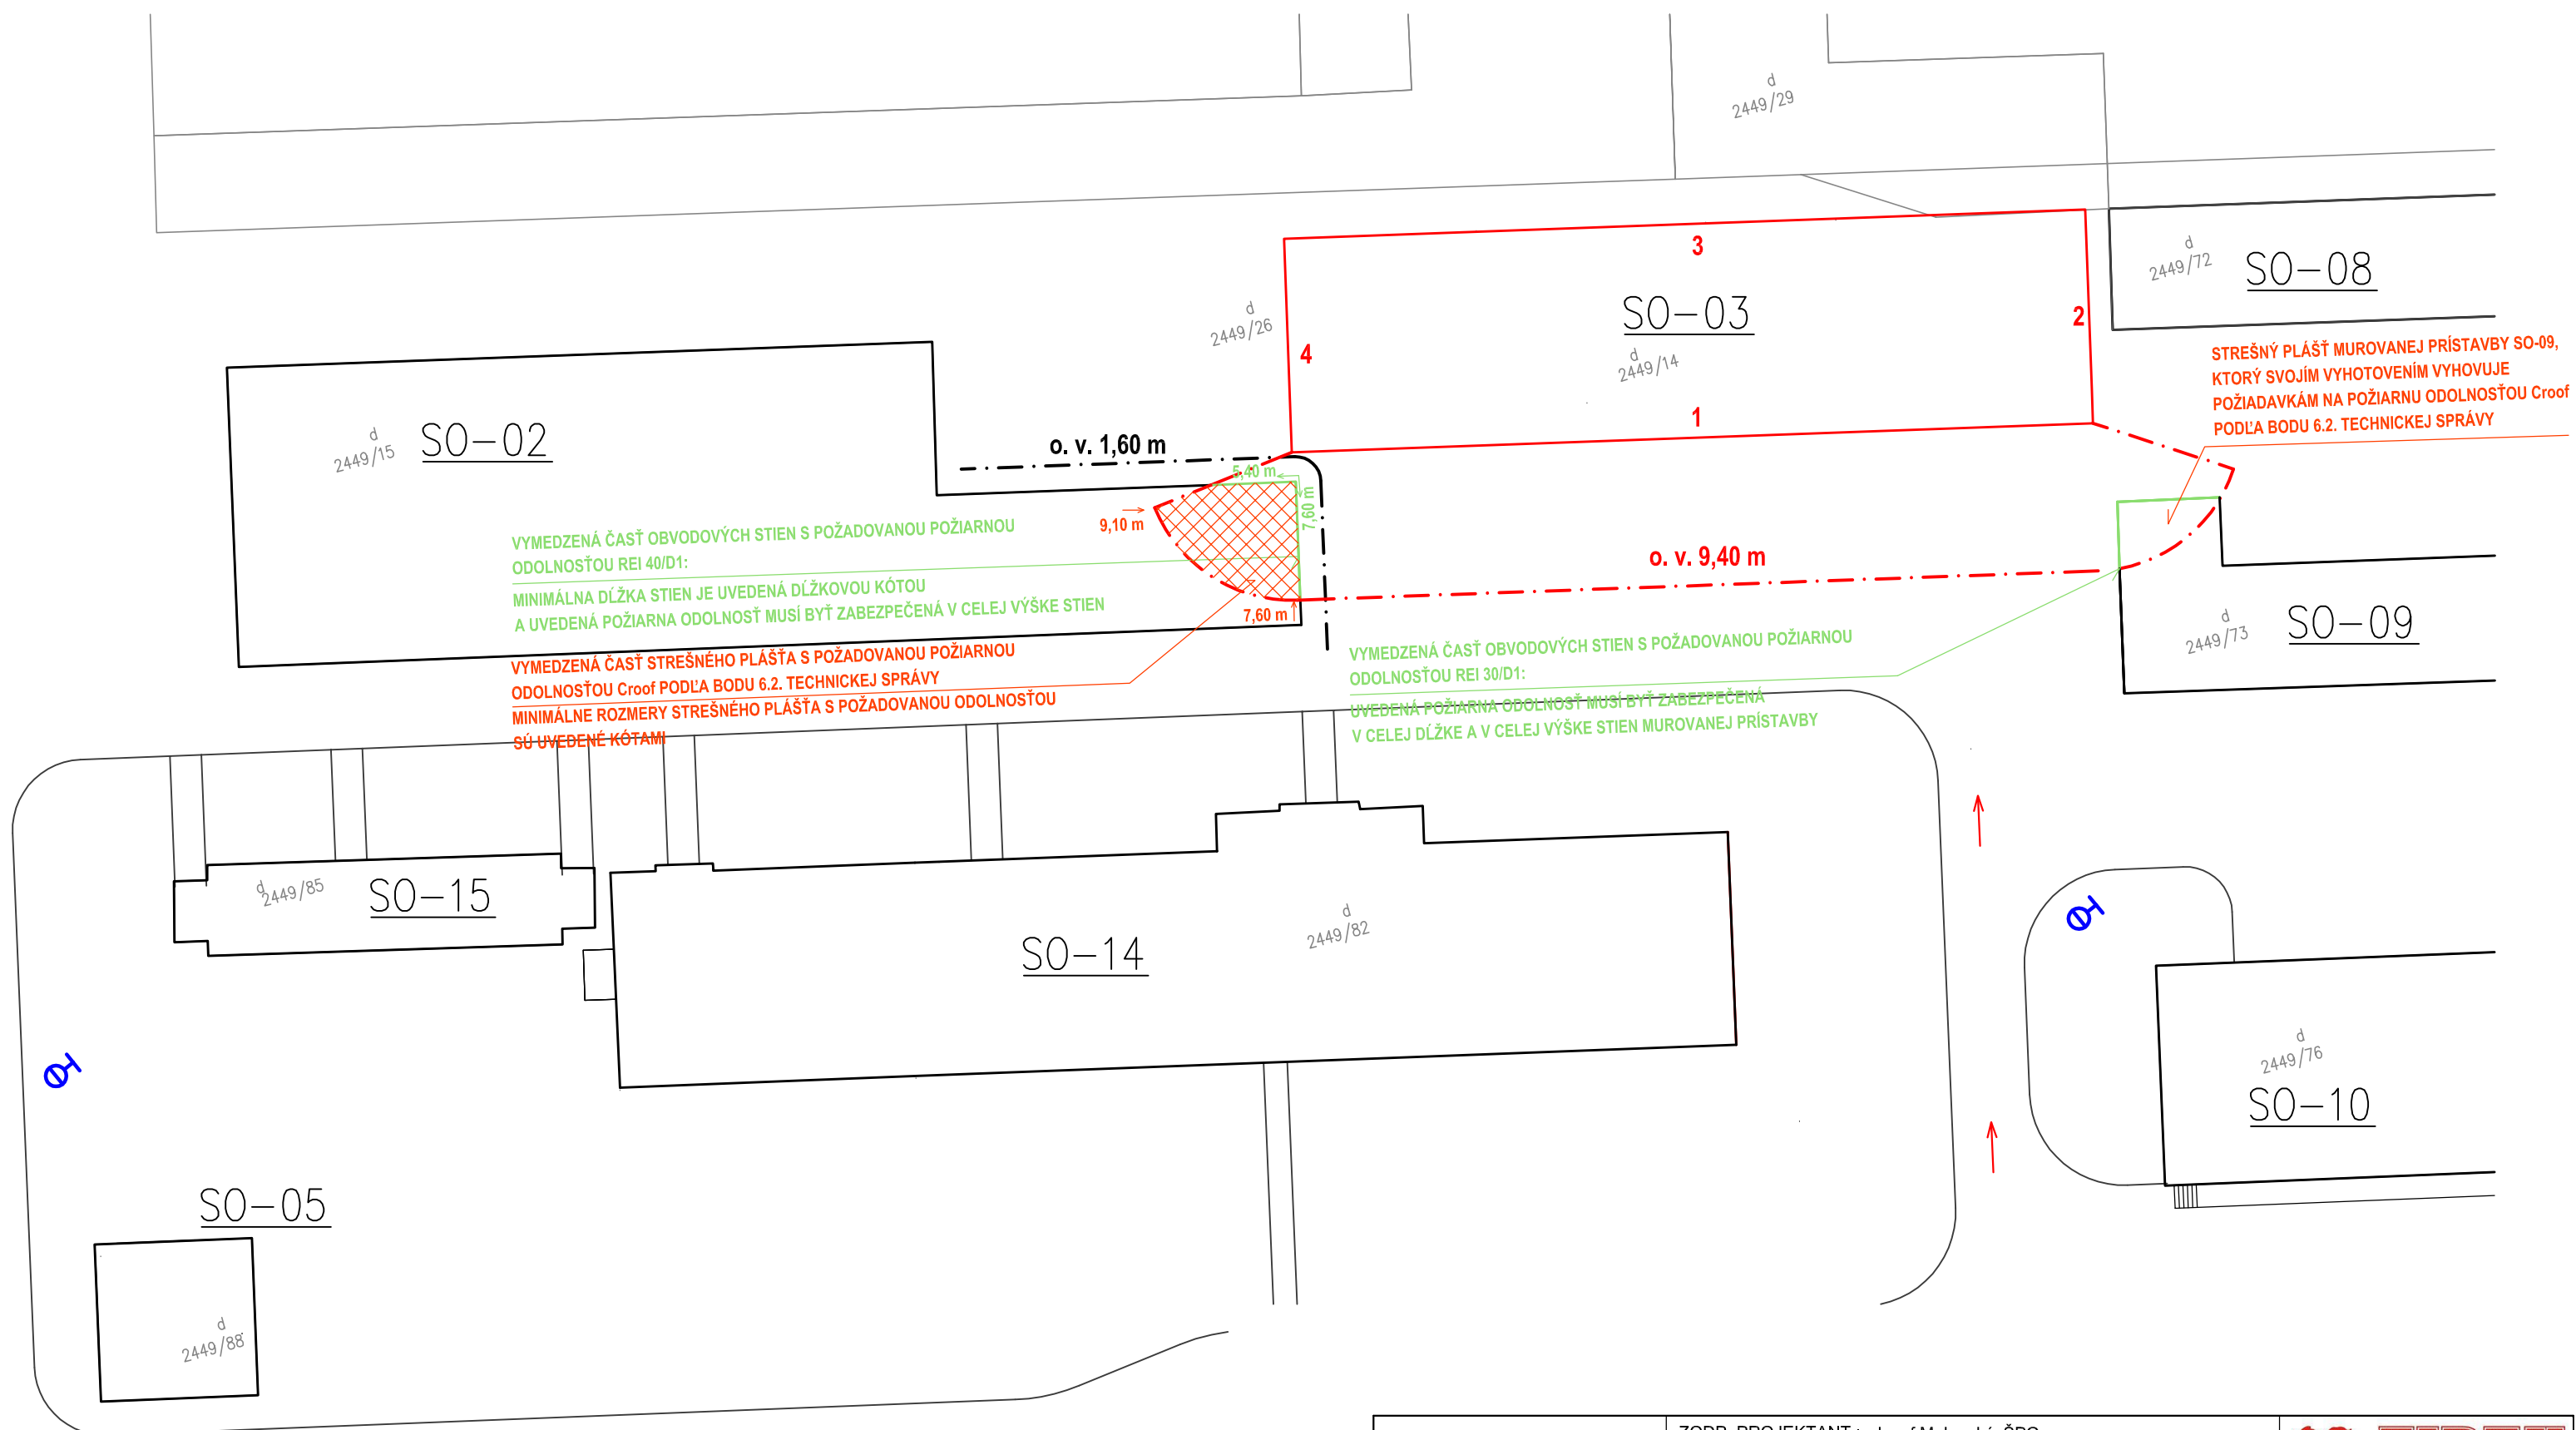 d
2449/29
3
SO-08
d
2449/72
SO-03
2
d
2449/26
4
d
2449/14
STREŠNÝ PLÁŠŤ MUROVANEJ PRÍSTAVBY SO-09,
KTORÝ SVOJÍM VYHOTOVENÍM VYHOVUJE
POŽIADAVKÁM NA POŽIARNU ODOLNOSŤOU Croof
PODĽA BODU 6.2. TECHNICKEJ SPRÁVY
1
SO-02
d
2449/15
o. v. 1,60 m
5,40 m
7,60 m
9,10 m
o. v. 9,40 m
VYMEDZENÁ ČASŤ OBVODOVÝCH STIEN S POŽADOVANOU POŽIARNOU
ODOLNOSŤOU REI 40/D1:
MINIMÁLNA DĹŽKA STIEN JE UVEDENÁ DĹŽKOVOU KÓTOU
A UVEDENÁ POŽIARNA ODOLNOSŤ MUSÍ BYŤ ZABEZPEČENÁ V CELEJ VÝŠKE STIEN
7,60 m
SO-09
d
2449/73
VYMEDZENÁ ČASŤ STREŠNÉHO PLÁŠŤA S POŽADOVANOU POŽIARNOU
ODOLNOSŤOU Croof PODĽA BODU 6.2. TECHNICKEJ SPRÁVY
MINIMÁLNE ROZMERY STREŠNÉHO PLÁŠŤA S POŽADOVANOU ODOLNOSŤOU
SÚ UVEDENÉ KÓTAMI
VYMEDZENÁ ČASŤ OBVODOVÝCH STIEN S POŽADOVANOU POŽIARNOU
ODOLNOSŤOU REI 30/D1:
UVEDENÁ POŽIARNA ODOLNOSŤ MUSÍ BYŤ ZABEZPEČENÁ
V CELEJ DĹŽKE A V CELEJ VÝŠKE STIEN MUROVANEJ PRÍSTAVBY
d
2449/85
SO-15
SO-14
d
2449/82
d
2449/76
SO-10
SO-05
d
2449/88